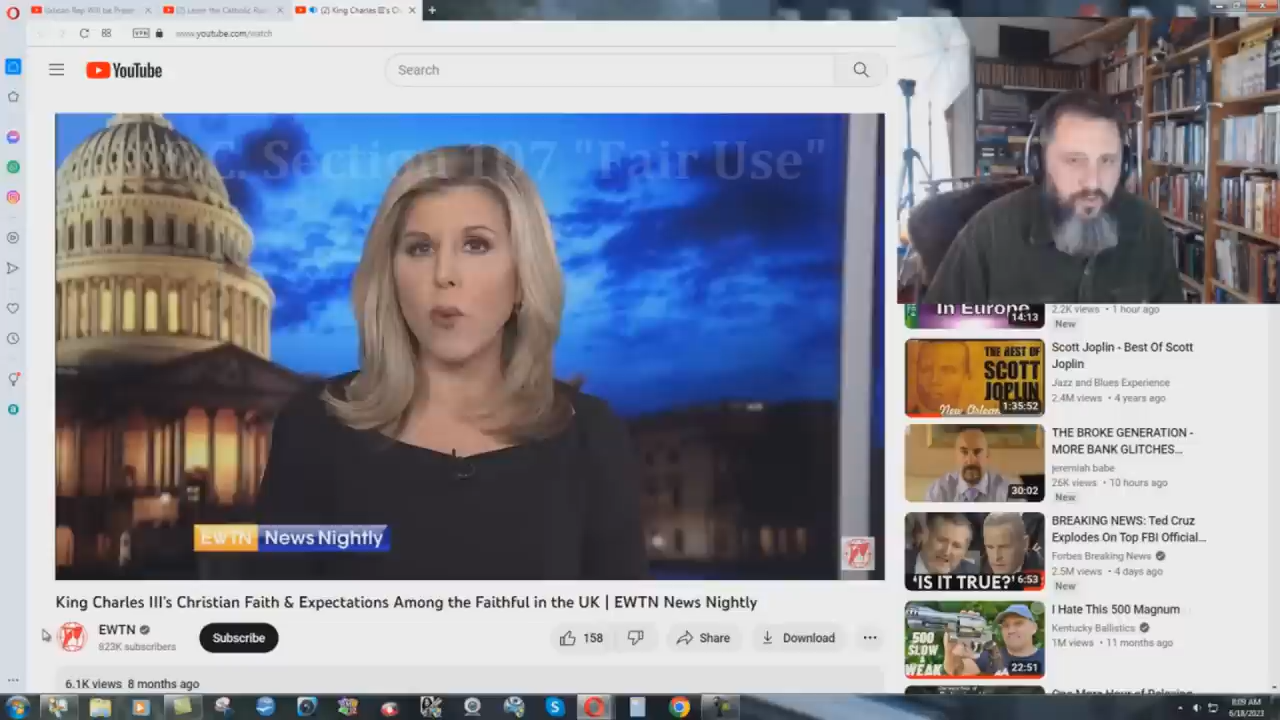 (2) King Charles III's C
VPN
www.youtube.com/watch
YouTube
Search
C. Section 107 "Fair Use"
EWTN News Nightly
King Charles III's Christian Faith & Expectations Among the Faithful in the UK | EWTN News Nightly
EWTN
823K subscribers
Subscribe
158
Share
Download
6.1K views 8 months ago
In Europe
14:13
2.2K views • 1 hour ago
New
THE BEST OF
SCOTT
JOPLIN
1:35:52
Scott Joplin - Best Of Scott
Joplin
Jazz and Blues Experience
2.4M views • 4 years ago
30:02
THE BROKE GENERATION -
MORE BANK GLITCHES...
jeremiah babe
26K views • 10 hours ago
New
'IS IT TRUE?'
6:53
BREAKING NEWS: Ted Cruz
Explodes On Top FBI Official...
Forbes Breaking News
2.5M views • 4 days ago
New
500
SLOW
&
WEAK
22:51
I Hate This 500 Magnum
Kentucky Ballistics
1M views • 11 months ago
8:09 AM
6/18/2023